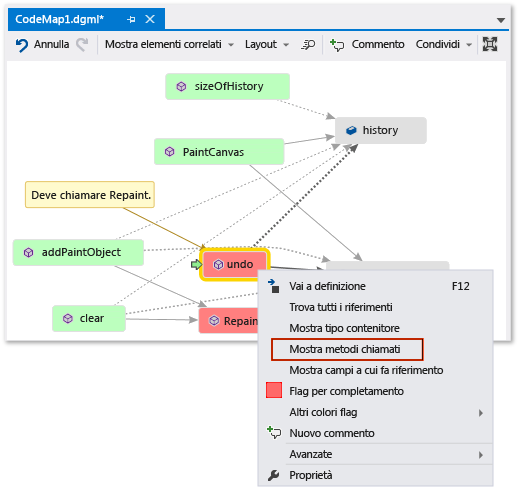 CodeMap1.dgml*
Annulla
Mostra elementi correlati
Layout
Commento
Condividi
sizeOfHistory
history
PaintCanvas
Deve chiamare Repaint.
addPaintObject
undo
clear
Repain
Vai a definizione F12
Trova tutti i riferimenti
Mostra tipo contenitore
Mostra metodi chiamati
Mostra campi a cui fa riferimento
Flag per completamento
Altri colori flag
Nuovo commento
Avanzate
Proprietà